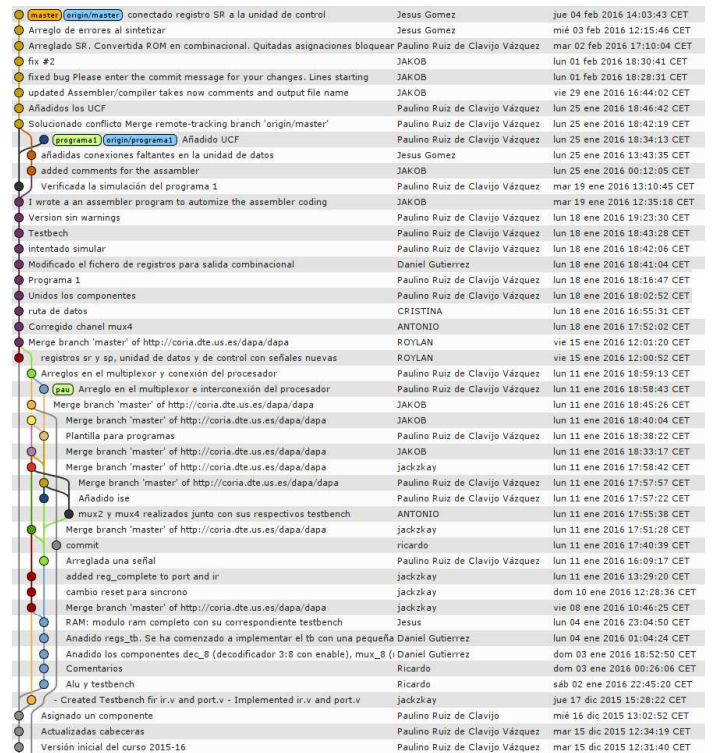 master origin/master conectado registro SR a la unidad de control Jesus Gomez jue 04 feb 2016 14:03:43 CET
Arreglo de errores al sintetizar Jesus Gomez mié 03 feb 2016 12:15:46 CET
Arreglado SR. Convertida ROM en combinacional. Quitadas asignaciones bloquear Paulino Ruiz de Clavijo Vázquez mar 02 feb 2016 17:10:04 CET
fix #2 JAKOB lun 01 feb 2016 18:30:41 CET
fixed bug Please enter the commit message for your changes. Lines starting JAKOB lun 01 feb 2016 18:28:31 CET
updated Assembler/compiler takes now comments and output file name JAKOB vie 29 ene 2016 16:44:02 CET
Añadidos los UCF Paulino Ruiz de Clavijo Vázquez lun 25 ene 2016 18:46:42 CET
Solucionado conflicto Merge remote-tracking branch 'origin/master' Paulino Ruiz de Clavijo Vázquez lun 25 ene 2016 18:42:19 CET
programa1 origin/programa1 Añadido UCF Paulino Ruiz de Clavijo Vázquez lun 25 ene 2016 18:34:13 CET
añadidas conexiones faltantes en la unidad de datos Jesus Gomez lun 25 ene 2016 13:43:35 CET
added comments for the assambler JAKOB lun 25 ene 2016 00:12:05 CET
Verificada la simulación del programa 1 Paulino Ruiz de Clavijo Vázquez mar 19 ene 2016 13:10:45 CET
I wrote a an assembler program to automize the assembler coding JAKOB mar 19 ene 2016 12:35:18 CET
Version sin warnings Paulino Ruiz de Clavijo Vázquez lun 18 ene 2016 19:23:30 CET
Testbech Paulino Ruiz de Clavijo Vázquez lun 18 ene 2016 18:43:28 CET
intentado simular Paulino Ruiz de Clavijo Vázquez lun 18 ene 2016 18:42:06 CET
Modificado el fichero de registros para salida combinacional Daniel Gutierrez lun 18 ene 2016 18:41:04 CET
Programa 1 Paulino Ruiz de Clavijo Vázquez lun 18 ene 2016 18:16:47 CET
Unidos los componentes Paulino Ruiz de Clavijo Vázquez lun 18 ene 2016 18:02:52 CET
ruta de datos CRISTINA lun 18 ene 2016 16:55:31 CET
Corregido chanel mux4 ANTONIO lun 18 ene 2016 17:52:02 CET
Merge branch 'master' of http://coria.dte.us.es/dapa/dapa ROYLAN vie 15 ene 2016 12:01:20 CET
registros sr y sp, unidad de datos y de control con señales nuevas ROYLAN vie 15 ene 2016 12:00:52 CET
Arreglos en el multiplexor y conexión del procesador Paulino Ruiz de Clavijo Vázquez lun 11 ene 2016 18:59:13 CET
pau Arreglo en el multiplexor e interconexión del procesador Paulino Ruiz de Clavijo Vázquez lun 11 ene 2016 18:58:43 CET
Merge branch 'master' of http://coria.dte.us.es/dapa/dapa JAKOB lun 11 ene 2016 18:45:26 CET
Merge branch 'master' of http://coria.dte.us.es/dapa/dapa JAKOB lun 11 ene 2016 18:40:04 CET
Plantilla para programas Paulino Ruiz de Clavijo Vázquez lun 11 ene 2016 18:38:22 CET
Merge branch 'master' of http://coria.dte.us.es/dapa/dapa JAKOB lun 11 ene 2016 18:33:17 CET
Merge branch 'master' of http://coria.dte.us.es/dapa/dapa jackzkay lun 11 ene 2016 17:58:42 CET
Merge branch 'master' of http://coria.dte.us.es/dapa/dapa Paulino Ruiz de Clavijo Vázquez lun 11 ene 2016 17:57:57 CET
Añadido ise Paulino Ruiz de Clavijo Vázquez lun 11 ene 2016 17:57:22 CET
mux2 y mux4 realizados junto con sus respectivos testbench ANTONIO lun 11 ene 2016 17:55:38 CET
Merge branch 'master' of http://coria.dte.us.es/dapa/dapa jackzkay lun 11 ene 2016 17:51:28 CET
commit ricardo lun 11 ene 2016 17:40:39 CET
Arreglada una señal Paulino Ruiz de Clavijo Vázquez lun 11 ene 2016 16:09:17 CET
added reg_complete to port and ir jackzkay lun 11 ene 2016 13:29:20 CET
cambio reset para sincrono jackzkay dom 10 ene 2016 12:28:36 CET
Merge branch 'master' of http://coria.dte.us.es/dapa/dapa jackzkay vie 08 ene 2016 10:46:25 CET
RAM: modulo ram completo con su correspondiente testbench Jesus lun 04 ene 2016 23:04:50 CET
Anadido regs_tb. Se ha comenzado a implementar el tb con una pequeña Daniel Gutierrez lun 04 ene 2016 01:04:24 CET
Anadido los componentes dec_8 (decodificador 3:8 con enable), mux_8 (i Daniel Gutierrez dom 03 ene 2016 18:52:50 CET
Comentarios Ricardo dom 03 ene 2016 00:26:06 CET
Alu y testbench Ricardo sáb 02 ene 2016 22:45:20 CET
- Created Testbench fir ir.v and port.v - Implemented ir.v and port.v jackzkay jue 17 dic 2015 15:28:22 CET
Asignado un componente Paulino Ruiz de Clavijo mié 16 dic 2015 13:02:52 CET
Actualizadas cabeceras Paulino Ruiz de Clavijo Vázquez mar 15 dic 2015 12:34:19 CET
Versión inicial del curso 2015-16 Paulino Ruiz de Clavijo Vázquez mar 15 dic 2015 12:31:40 CET